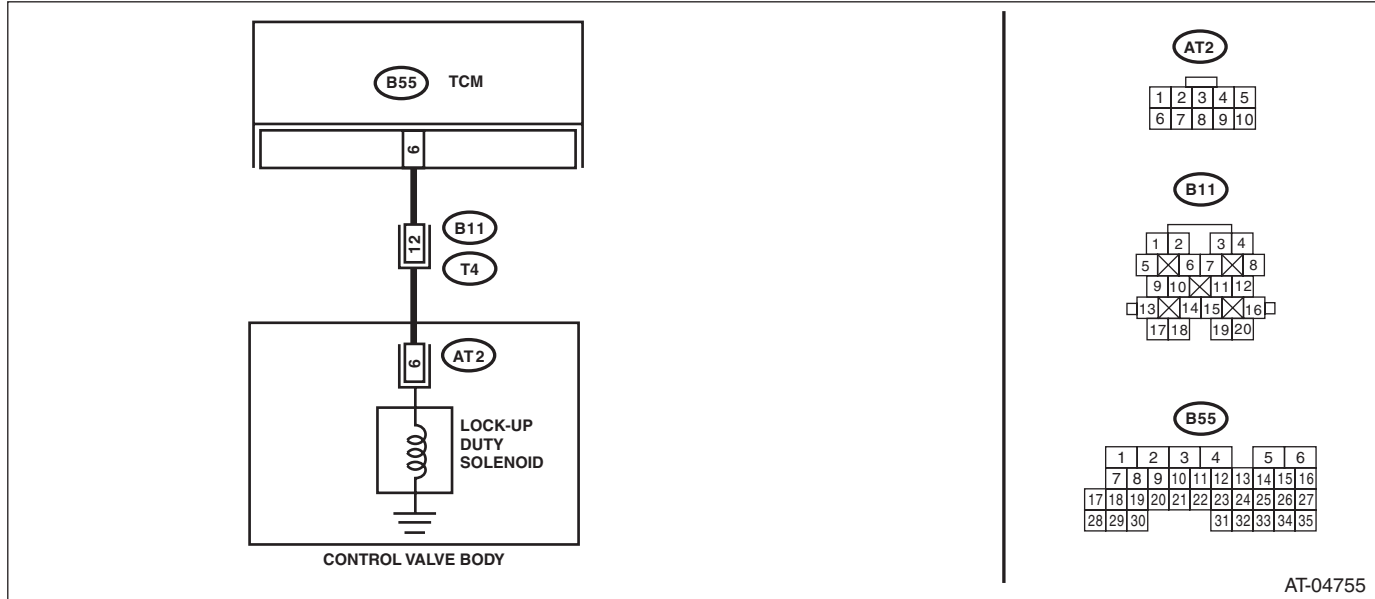 B55 TCM
6
12
B11
T4
6
AT2
LOCK-UP
DUTY
SOLENOID
CONTROL VALVE BODY
AT2
1 2 3 4 5
6 7 8 9 10
B11
1 2 3 4
5 6 7 8
9 10 11 12
13 14 15 16
17 18 19 20
B55
1 2 3 4 5 6
7 8 9 10 11 12 13 14 15 16
17 18 19 20 21 22 23 24 25 26 27
28 29 30 31 32 33 34 35
AT-04755